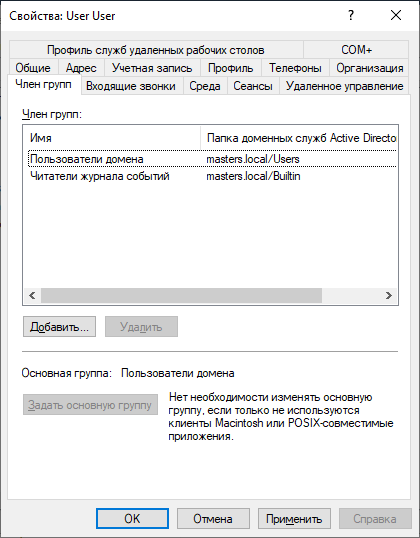 Свойства: User User
Профиль служб удаленных рабочих столов COM+
Общие Адрес Учетная запись Профиль Телефоны Организация
Член групп Входящие звонки Среда Сеансы Удаленное управление
Член групп:
Имя Папка доменных служб Active Director
Пользователи домена masters.local/Users
Читатели журнала событий masters.local/Builtin
Добавить... Удалить
Основная группа: Пользователи домена
Задать основную группу
Нет необходимости изменять основную
группу, если только не используются
клиенты Macintosh или POSIX-совместимые
приложения.
OK Отмена Применить Справка